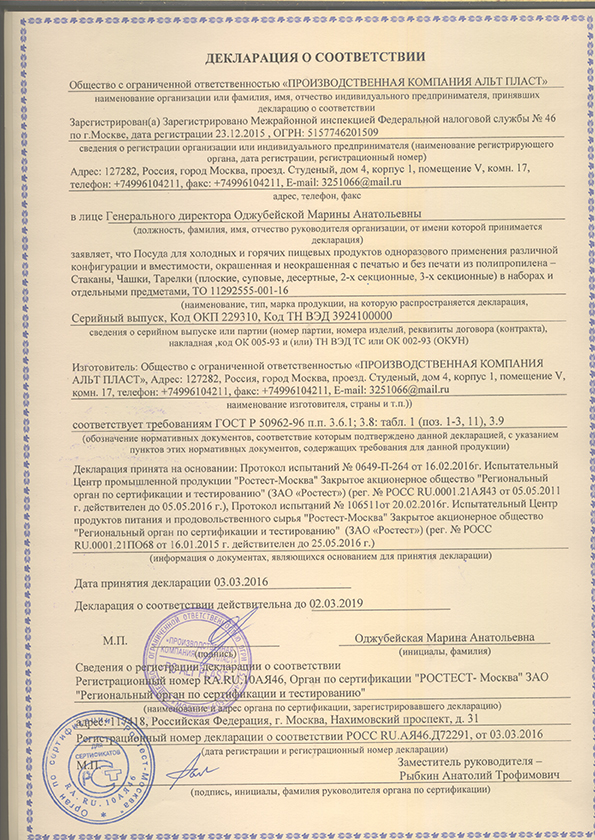 ДЕКЛАРАЦИЯ О СООТВЕТСТВИИ
Общество с ограниченной ответственностью «ПРОИЗВОДСТВЕННАЯ КОМПАНИЯ АЛЬТ ПЛАСТ»
наименование организации или фамилия, имя, отчество индивидуального предпринимателя, принявших
декларацию о соответствии
Зарегистрирован(а) Зарегистрировано Межрайонной инспекцией Федеральной налоговой службы № 46
по г.Москве, дата регистрации 23.12.2015 , ОГРН: 5157746201509
сведения о регистрации организации или индивидуального предпринимателя (наименование регистрирующего
органа, дата регистрации, регистрационный номер)
Адрес: 127282, Россия, город Москва, проезд. Студеный, дом 4, корпус 1, помещение V, комн. 17,
телефон: +74996104211, факс: +74996104211, E-mail: 3251066@mail.ru
адрес, телефон, факс
в лице Генерального директора Оджубейской Марины Анатольевны
(должность, фамилия, имя, отчество руководителя организации, от имени которой принимается
декларация)
заявляет, что Посуда для холодных и горячих пищевых продуктов одноразового применения различной
конфигурации и вместимости, окрашенная и неокрашенная с печатью и без печати из полипропилена –
Стаканы, Чашки, Тарелки (плоские, суповые, десертные, 2-х секционные, 3-х секционные) в наборах и
отдельными предметами, ТО 11292555-001-16
(наименование, тип, марка продукции, на которую распространяется декларация,
Серийный выпуск, Код ОКП 229310, Код ТН ВЭД 3924100000
сведения о серийном выпуске или партии (номер партии, номера изделий, реквизиты договора (контракта),
накладная ,код ОК 005-93 и (или) ТН ВЭД ТС или ОК 002-93 (ОКУН)
Изготовитель: Общество с ограниченной ответственностью «ПРОИЗВОДСТВЕННАЯ КОМПАНИЯ
АЛЬТ ПЛАСТ», Адрес: 127282, Россия, город Москва, проезд. Студеный, дом 4, корпус 1, помещение V,
комн. 17, телефон: +74996104211, факс: +74996104211, E-mail: 3251066@mail.ru
наименование изготовителя, страны и т.п.))
соответствует требованиям ГОСТ Р 50962-96 п.п. 3.6.1; 3.8: табл. 1 (поз. 1-3, 11), 3.9
(обозначение нормативных документов, соответствие которым подтверждено данной декларацией, с указанием
пунктов этих нормативных документов, содержащих требования для данной продукции)
Декларация принята на основании: Протокол испытаний № 0649-П-264 от 16.02.2016г. Испытательный
Центр промышленной продукции "Ростест-Москва" Закрытое акционерное общество "Региональный
орган по сертификации и тестированию" (ЗАО «Ростест») (рег. № РОСС RU.0001.21АЯ43 от 05.05.2011
г. действителен до 05.05.2016 г.), Протокол испытаний № 106511от 20.02.2016г. Испытательный Центр
продуктов питания и продовольственного сырья "Ростест-Москва" Закрытое акционерное общество
"Региональный орган по сертификации и тестированию" (ЗАО «Ростест») (рег. № РОСС
RU.0001.21ПО68 от 16.01.2015 г. действителен до 25.05.2016 г.)
(информация о документах, являющихся основанием для принятия декларации)
Дата принятия декларации 03.03.2016
Декларация о соответствии действительна до 02.03.2019
М.П.
(подпись)
Оджубейская Марина Анатольевна
(инициалы, фамилия)
Сведения о регистрации декларации о соответствии
Регистрационный номер RA.RU.10АЯ46, Орган по сертификации "РОСТЕСТ- Москва" ЗАО
"Региональный орган по сертификации и тестированию"
(наименование и адрес органа по сертификации, зарегистрировавшего декларацию)
адрес:117418, Российская Федерация, г. Москва, Нахимовский проспект, д. 31
Регистрационный номер декларации о соответствии РОСС RU.АЯ46.Д72291, от 03.03.2016
(дата регистрации и регистрационный номер декларации)
М.П.
Заместитель руководителя –
Рыбкин Анатолий Трофимович
(подпись, инициалы, фамилия руководителя органа по сертификации)
Орган по сертификации "Ростест-Москва"
ДЛЯ
СЕРТИФИКАТОВ
RA.RU.10АЯ46